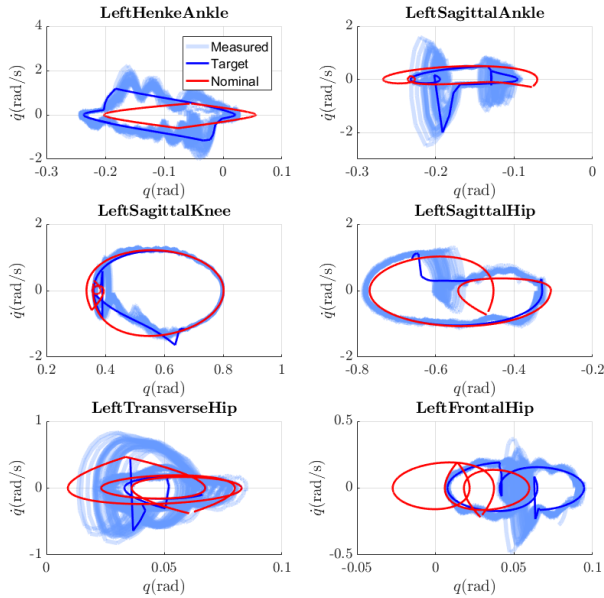 LeftHenkeAnkle
LeftSagittalAnkle
4
2
0
-2
Measured
Target
Nominal
2
0
-2
q̇(rad/s)
q̇(rad/s)
-0.3 -0.2 -0.1 0 0.1
-0.3 -0.2 -0.1 0
q(rad)
q(rad)
LeftSagittalKnee
LeftSagittalHip
2
0
-2
2
0
-2
q̇(rad/s)
q̇(rad/s)
0.2 0.4 0.6 0.8 1
-0.8 -0.6 -0.4 -0.2
q(rad)
q(rad)
LeftTransverseHip
LeftFrontalHip
1
0
-1
0.5
0
-0.5
q̇(rad/s)
q̇(rad/s)
0 0.05 0.1
-0.05 0 0.05 0.1
q(rad)
q(rad)